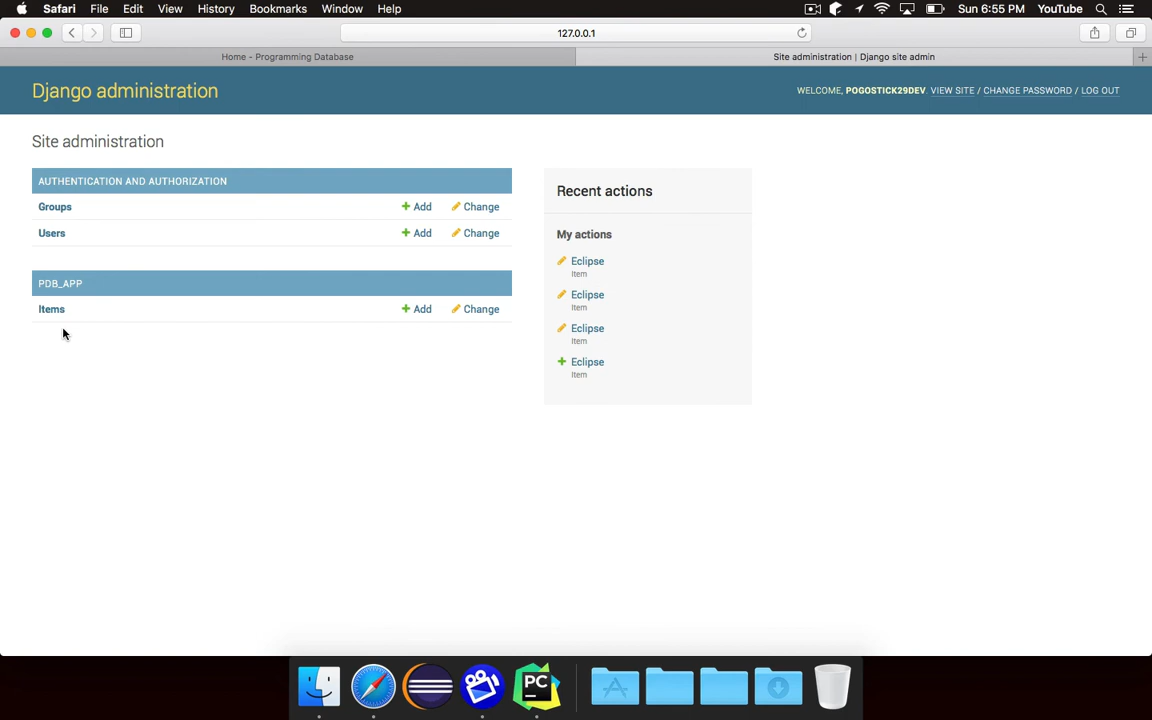 Safari File Edit View History Bookmarks Window Help Sun 6:55 PM YouTube
127.0.0.1
Home - Programming Database Site administration | Django site admin
Django administration
WELCOME, POGOSTICK29DEV. VIEW SITE / CHANGE PASSWORD / LOG OUT
Site administration
AUTHENTICATION AND AUTHORIZATION
Groups + Add Change
Users + Add Change
PDB_APP
Items + Add Change
Recent actions
My actions
Eclipse
Item
Eclipse
Item
Eclipse
Item
+ Eclipse
Item
PC